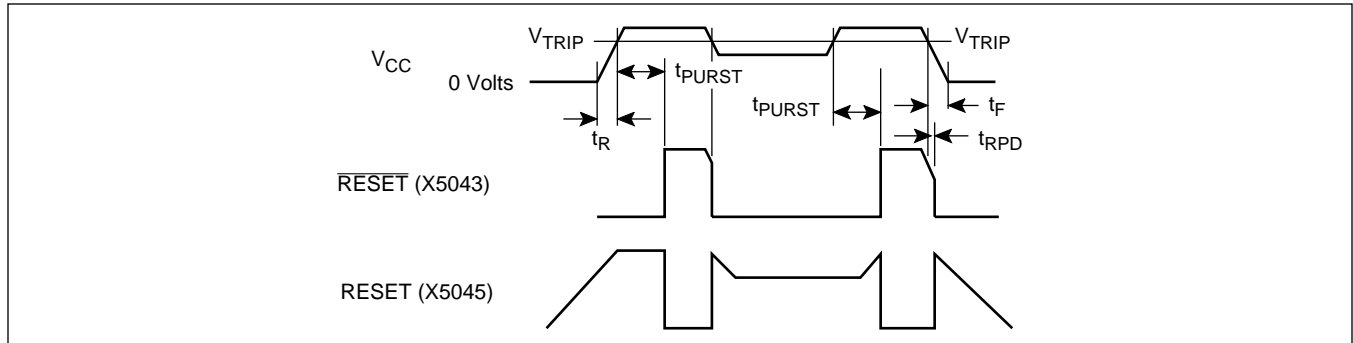 VTRIP
VTRIP
VCC
0 Volts
tPURST
tPURST
tF
tR
tRPD
RESET (X5043)
RESET (X5045)